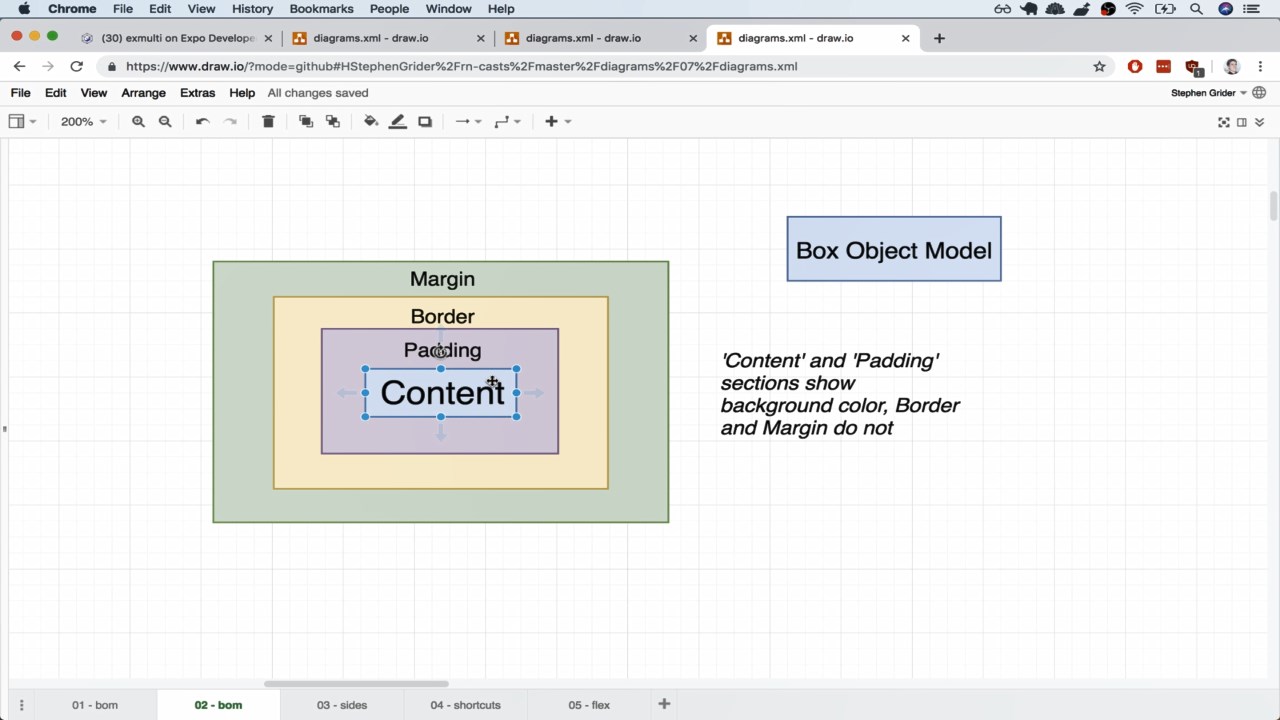 Chrome File Edit View History Bookmarks People Window Help
(30) exmulti on Expo Develope
diagrams.xml - draw.io
diagrams.xml - draw.io
diagrams.xml - draw.io
https://www.draw.io/?mode=github#HStephenGrider%2Frn-casts%2Fmaster%2Fdiagrams%2F07%2Fdiagrams.xml
File Edit View Arrange Extras Help All changes saved
Stephen Grider
200%
Box Object Model
Margin
Border
Padding
Content
'Content' and 'Padding'
sections show
background color, Border
and Margin do not
01 - bom
02 - bom
03 - sides
04 - shortcuts
05 - flex